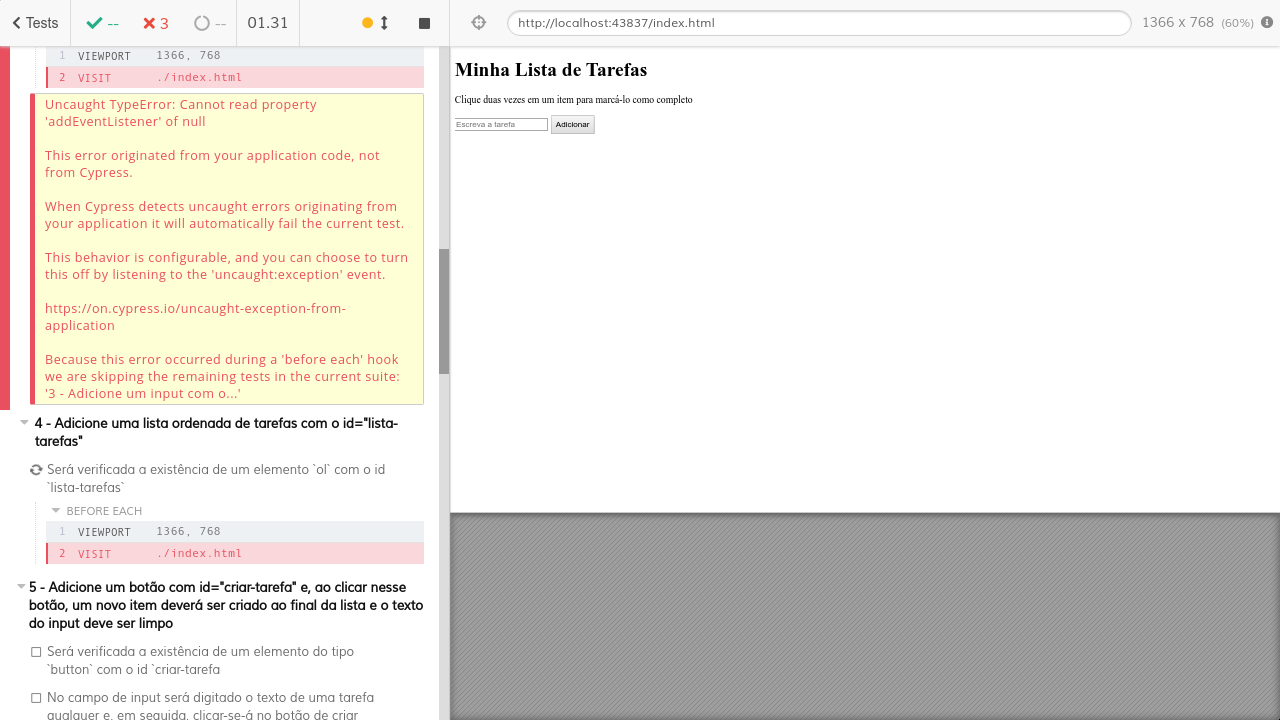 Tests
--
3
--
01.31
http://localhost:43837/index.html
1366 x 768 (60%)
1 VIEWPORT 1366, 768
2 VISIT ./index.html
Uncaught TypeError: Cannot read property
'addEventListener' of null
This error originated from your application code, not
from Cypress.
When Cypress detects uncaught errors originating from
your application it will automatically fail the current test.
This behavior is configurable, and you can choose to turn
this off by listening to the 'uncaught:exception' event.
https://on.cypress.io/uncaught-exception-from-
application
Because this error occurred during a 'before each' hook
we are skipping the remaining tests in the current suite:
'3 - Adicione um input com o...'
4 - Adicione uma lista ordenada de tarefas com o id="lista-
tarefas"
Será verificada a existência de um elemento `ol` com o id
`lista-tarefas`
BEFORE EACH
1 VIEWPORT 1366, 768
2 VISIT ./index.html
5 - Adicione um botão com id="criar-tarefa" e, ao clicar nesse
botão, um novo item deverá ser criado ao final da lista e o texto
do input deve ser limpo
Será verificada a existência de um elemento do tipo
`button` com o id `criar-tarefa
No campo de input será digitado o texto de uma tarefa
qualquer e, em seguida, clicar-se-á no botão de criar
Minha Lista de Tarefas
Clique duas vezes em um item para marcá-lo como completo
Escreva a tarefa
Adicionar